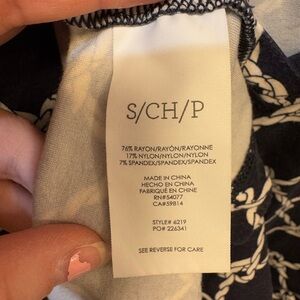 S/CH/P
76% RAYON/RAYÓN/RAYONNE
17% NYLON/NYLON/NYLON
7% SPANDEX/SPANDEX/SPANDEX
MADE IN CHINA
HECHO EN CHINA
FABRIQUÉ EN CHINE
RN#54077
CA#59814
STYLE# 6219
PO# 226341
SEE REVERSE FOR CARE